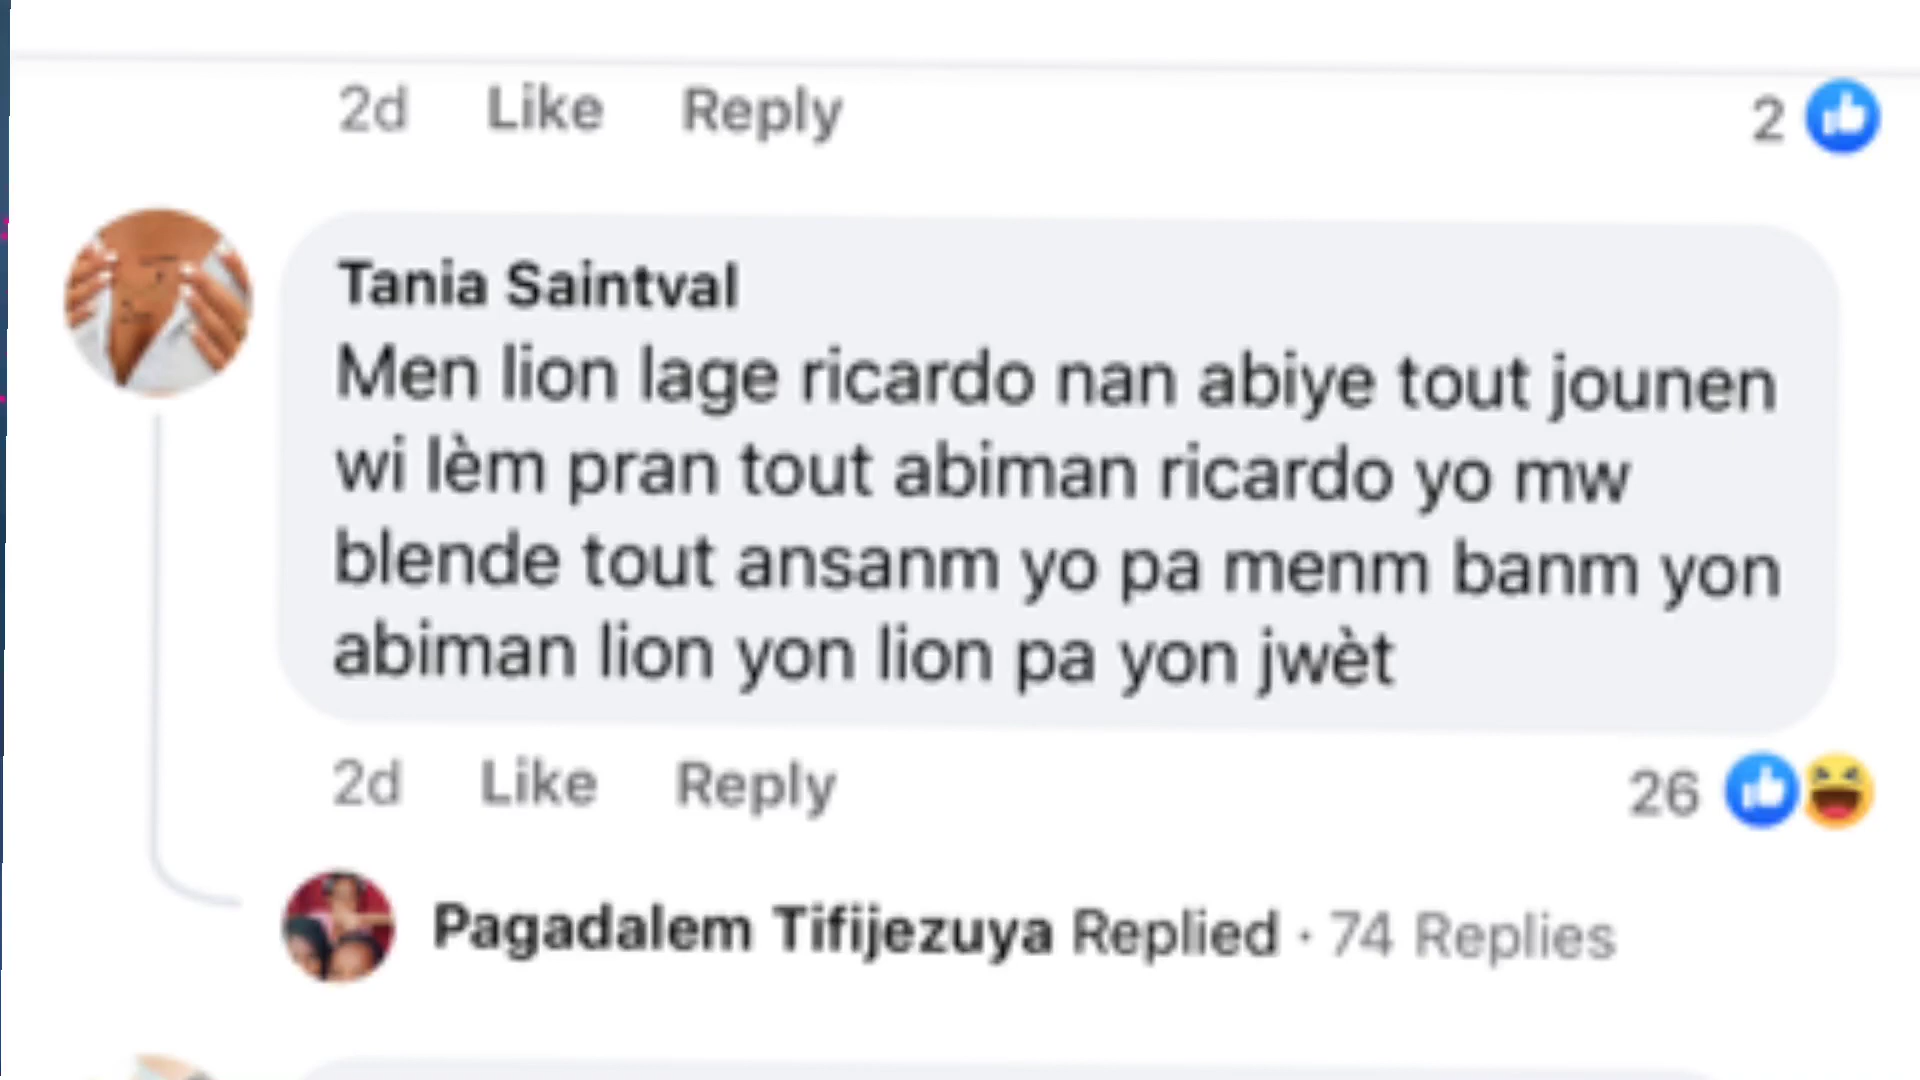 2d Like Reply 2
Tania Saintval
Men lion lage ricardo nan abiye tout jounen
wi lèm pran tout abiman ricardo yo mw
blende tout ansanm yo pa menm banm yon
abiman lion yon lion pa yon jwèt
2d Like Reply 26
Pagadalem Tifijezuya Replied · 74 Replies